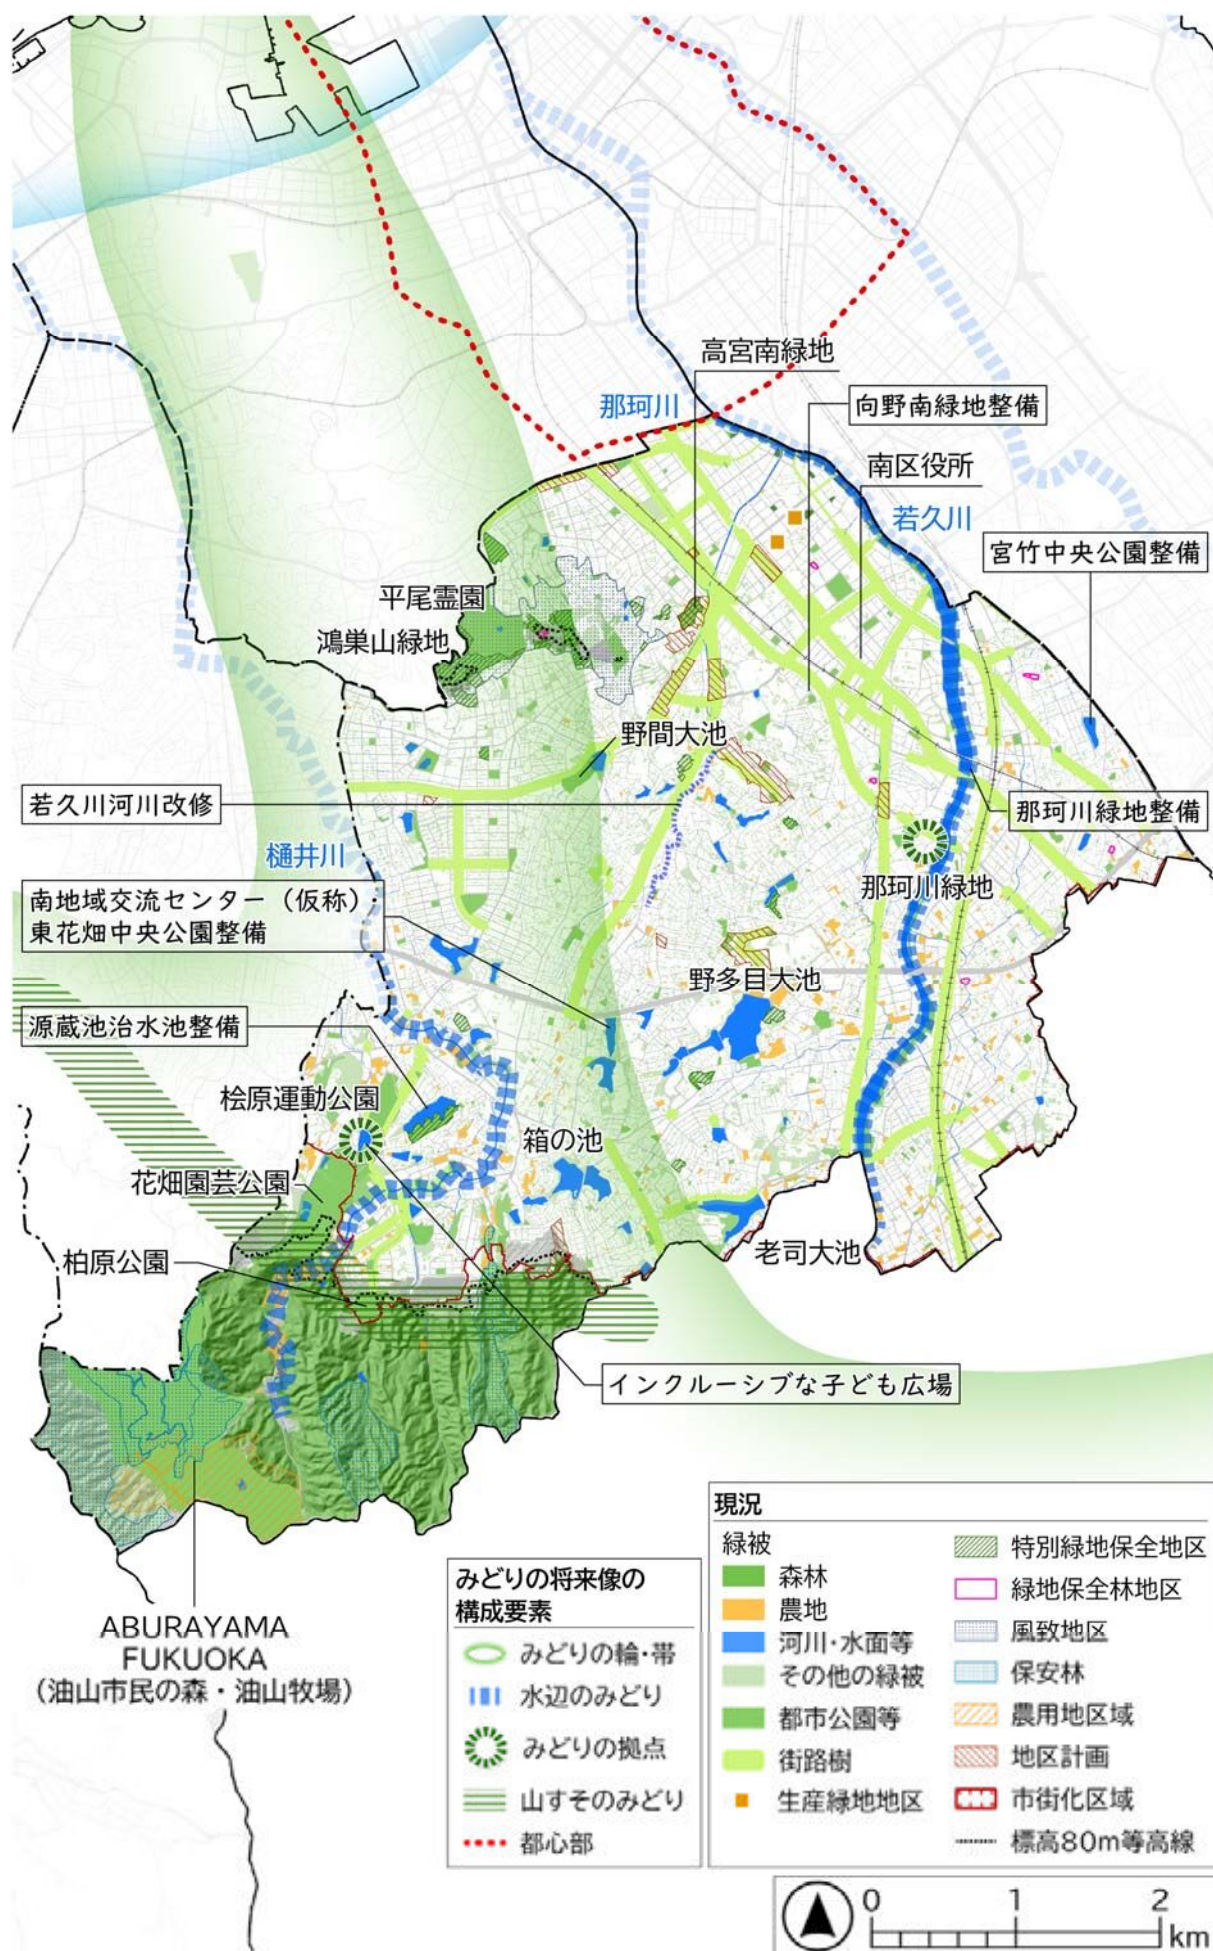 高宮南緑地
那珂川
向野南緑地整備
南区役所
若久川
宮竹中央公園整備
平尾霊園
鴻巣山緑地
野間大池
若久川河川改修
那珂川緑地整備
樋井川
那珂川緑地
南地域交流センター（仮称）
東花畑中央公園整備
野多目大池
源蔵池治水池整備
桧原運動公園
箱の池
花畑園芸公園
柏原公園
老司大池
インクルーシブな子ども広場
ABURAYAMA
FUKUOKA
（油山市民の森・油山牧場）
みどりの将来像の
構成要素
みどりの輪・帯
水辺のみどり
みどりの拠点
山すそのみどり
都心部
現況
緑被
森林
農地
河川・水面等
その他の緑被
都市公園等
街路樹
生産緑地地区
特別緑地保全地区
緑地保全林地区
風致地区
保安林
農用地区域
地区計画
市街化区域
標高80m等高線
0 1 2
km